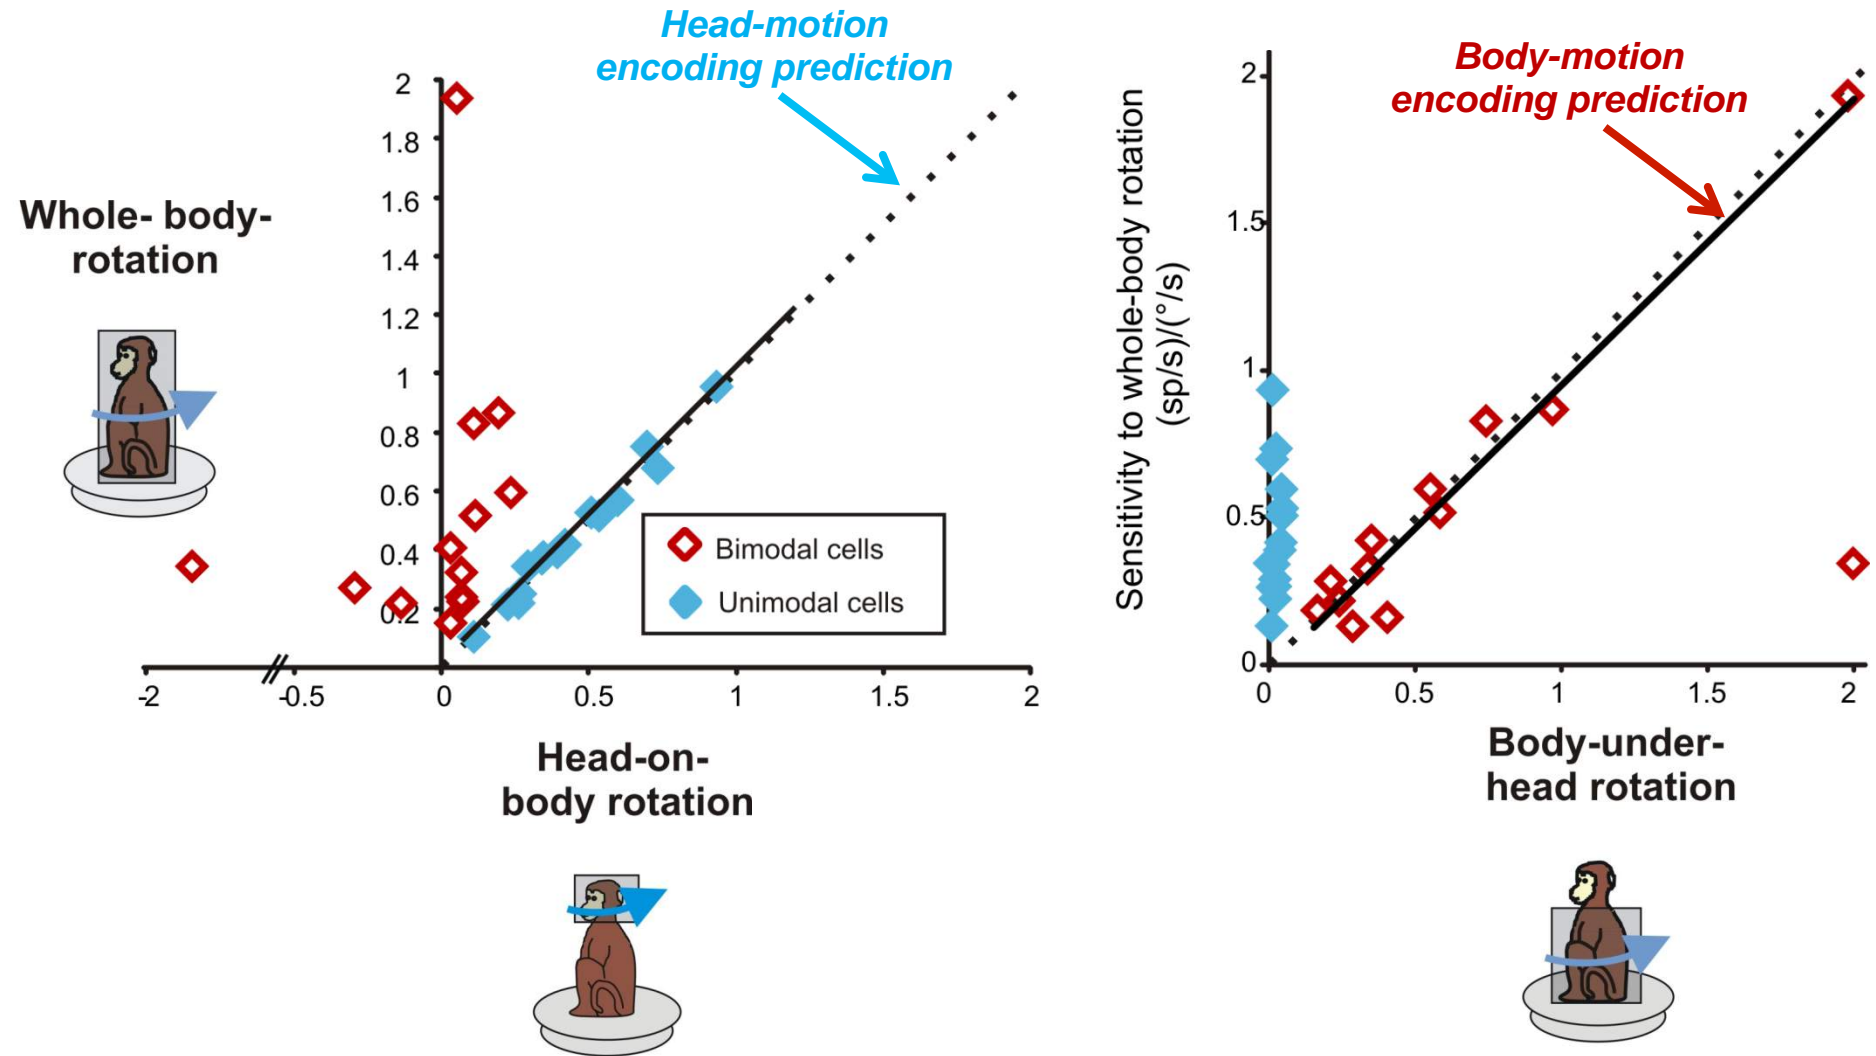 Head-motion
encoding prediction
Whole- body-
rotation
2
1.8
1.6
1.4
1.2
1
0.8
0.6
0.4
0.2
-2
-0.5
0
0.5
1
1.5
2
Bimodal cells
Unimodal cells
Head-on-
body rotation
Body-motion
encoding prediction
Sensitivity to whole-body rotation
(sp/s)/(°/s)
2
1.5
1
0.5
0
0
0.5
1
1.5
2
Body-under-
head rotation